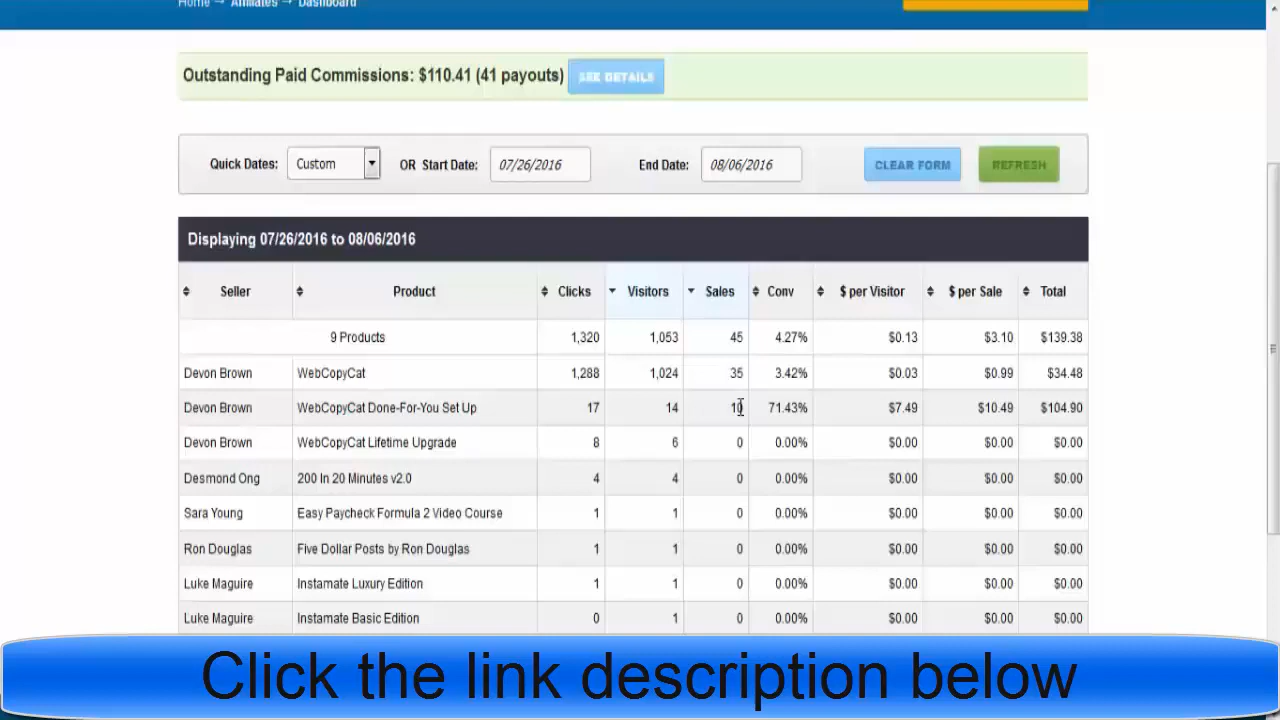 Home → Affiliates → Dashboard
Outstanding Paid Commissions: $110.41 (41 payouts) SEE DETAILS
Quick Dates: Custom OR Start Date: 07/26/2016 End Date: 08/06/2016 CLEAR FORM REFRESH
Displaying 07/26/2016 to 08/06/2016
Seller Product Clicks Visitors Sales Conv $ per Visitor $ per Sale Total
9 Products 1,320 1,053 45 4.27% $0.13 $3.10 $139.38
Devon Brown WebCopyCat 1,288 1,024 35 3.42% $0.03 $0.99 $34.48
Devon Brown WebCopyCat Done-For-You Set Up 17 14 10 71.43% $7.49 $10.49 $104.90
Devon Brown WebCopyCat Lifetime Upgrade 8 6 0 0.00% $0.00 $0.00 $0.00
Desmond Ong 200 In 20 Minutes v2.0 4 4 0 0.00% $0.00 $0.00 $0.00
Sara Young Easy Paycheck Formula 2 Video Course 1 1 0 0.00% $0.00 $0.00 $0.00
Ron Douglas Five Dollar Posts by Ron Douglas 1 1 0 0.00% $0.00 $0.00 $0.00
Luke Maguire Instamate Luxury Edition 1 1 0 0.00% $0.00 $0.00 $0.00
Luke Maguire Instamate Basic Edition 0 1 0 0.00% $0.00 $0.00 $0.00
Click the link description below